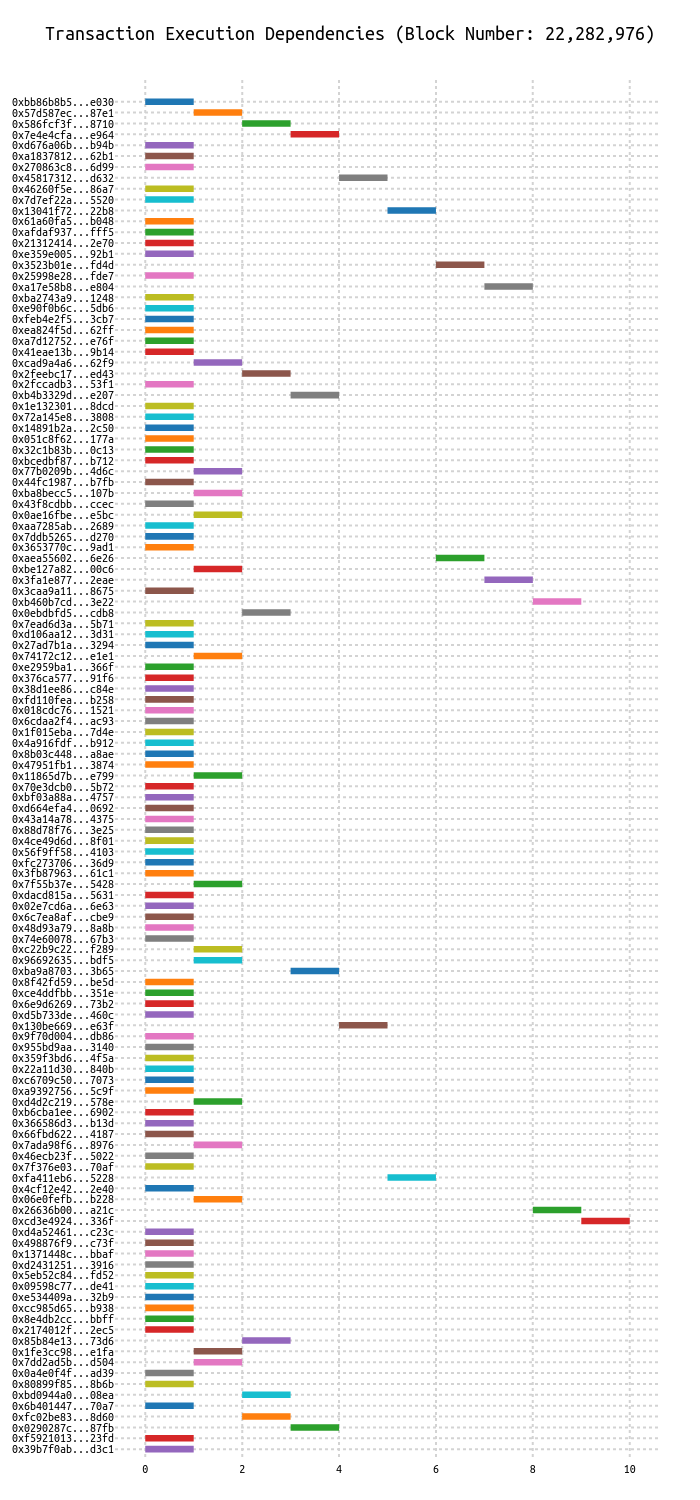 Transaction Execution Dependencies (Block Number: 22,282,976)
0xbb86b8b5...e030
0x57d587ec...87e1
0x586fcf3f...8710
0x7e4e4cfa...e964
0xd676a06b...b94b
0xa1837812...62b1
0x270863c8...6d99
0x45817312...d632
0x46260f5e...86a7
0x7d7ef22a...5520
0x13041f72...22b8
0x61a60fa5...b048
0xafdaf937...fff5
0x21312414...2e70
0xe359e005...92b1
0x3523b01e...fd4d
0x25998e28...fde7
0xa17e58b8...e804
0xba2743a9...1248
0xe90f0b6c...5db6
0xfeb4e2f5...3cb7
0xea824f5d...62ff
0xa7d12752...e76f
0x41eae13b...9b14
0xcad9a4a6...62f9
0x2feebc17...ed43
0x2fccadb3...53f1
0xb4b3329d...e207
0x1e132301...8dcd
0x72a145e8...3808
0x14891b2a...2c50
0x051c8f62...177a
0x32c1b83b...0c13
0xbcedbf87...b712
0x77b0209b...4d6c
0x44fc1987...b7fb
0xba8becc5...107b
0x43f8cdbb...ccec
0x0ae16fbe...e5bc
0xaa7285ab...2689
0x7ddb5265...d270
0x3653770c...9ad1
0xaea55602...6e26
0xbe127a82...00c6
0x3fa1e877...2eae
0x3caa9a11...8675
0xb460b7cd...3e22
0x0ebdbfd5...cdb8
0x7ead6d3a...5b71
0xd106aa12...3d31
0x27ad7b1a...3294
0x74172c12...e1e1
0xe2959ba1...366f
0x376ca577...91f6
0x38d1ee86...c84e
0xfd110fea...b258
0x018cdc76...1521
0x6cdaa2f4...ac93
0x1f015eba...7d4e
0x4a916fdf...b912
0x8b03c448...a8ae
0x47951fb1...3874
0x11865d7b...e799
0x70e3dcb0...5b72
0xbf03a88a...4757
0xd664efa4...0692
0x43a14a78...4375
0x88d78f76...3e25
0x4ce49d6d...8f01
0x56f9ff58...4103
0xfc273706...36d9
0x3fb87963...61c1
0x7f55b37e...5428
0xdacd815a...5631
0x02e7cd6a...6e63
0x6c7ea8af...cbe9
0x48d93a79...8a8b
0x74e60078...67b3
0xc22b9c22...f289
0x96692635...bdf5
0xba9a8703...3b65
0x8f42fd59...be5d
0xce4ddfbb...351e
0x6e9d6269...73b2
0xd5b733de...460c
0x130be669...e63f
0x9f70d004...db86
0x955bd9aa...3140
0x359f3bd6...4f5a
0x22a11d30...840b
0xc6709c50...7073
0xa9392756...5c9f
0xd4d2c219...578e
0xb6cba1ee...6902
0x366586d3...b13d
0x66fbd622...4187
0x7ada98f6...8976
0x46ecb23f...5022
0x7f376e03...70af
0xfa411eb6...5228
0x4cf12e42...2e40
0x06e0fefb...b228
0x26636b00...a21c
0xcd3e4924...336f
0xd4a52461...c23c
0x498876f9...c73f
0x1371448c...bbaf
0xd2431251...3916
0x5eb52c84...fd52
0x09598c77...de41
0xe534409a...32b9
0xcc985d65...b938
0x8e4db2cc...bbff
0x2174012f...2ec5
0x85b84e13...73d6
0x1fe3cc98...e1fa
0x7dd2ad5b...d504
0x0a4e0f4f...ad39
0x80899f85...8b6b
0xbd0944a0...08ea
0x6b401447...70a7
0xfc02be83...8d60
0x0290287c...87fb
0xf5921013...23fd
0x39b7f0ab...d3c1
0 2 4 6 8 10